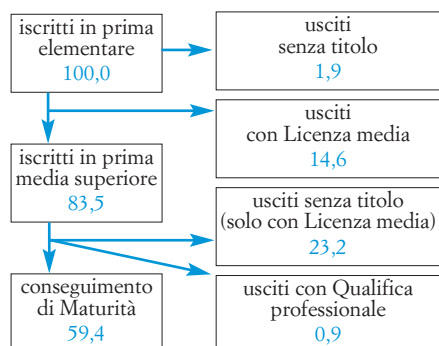 iscritti in prima
elementare
100,0
usciti
senza titolo
1,9
usciti
con Licenza media
14,6
iscritti in prima
media superiore
83,5
usciti senza titolo
(solo con Licenza media)
23,2
conseguimento
di Maturità
59,4
usciti con Qualifica
professionale
0,9